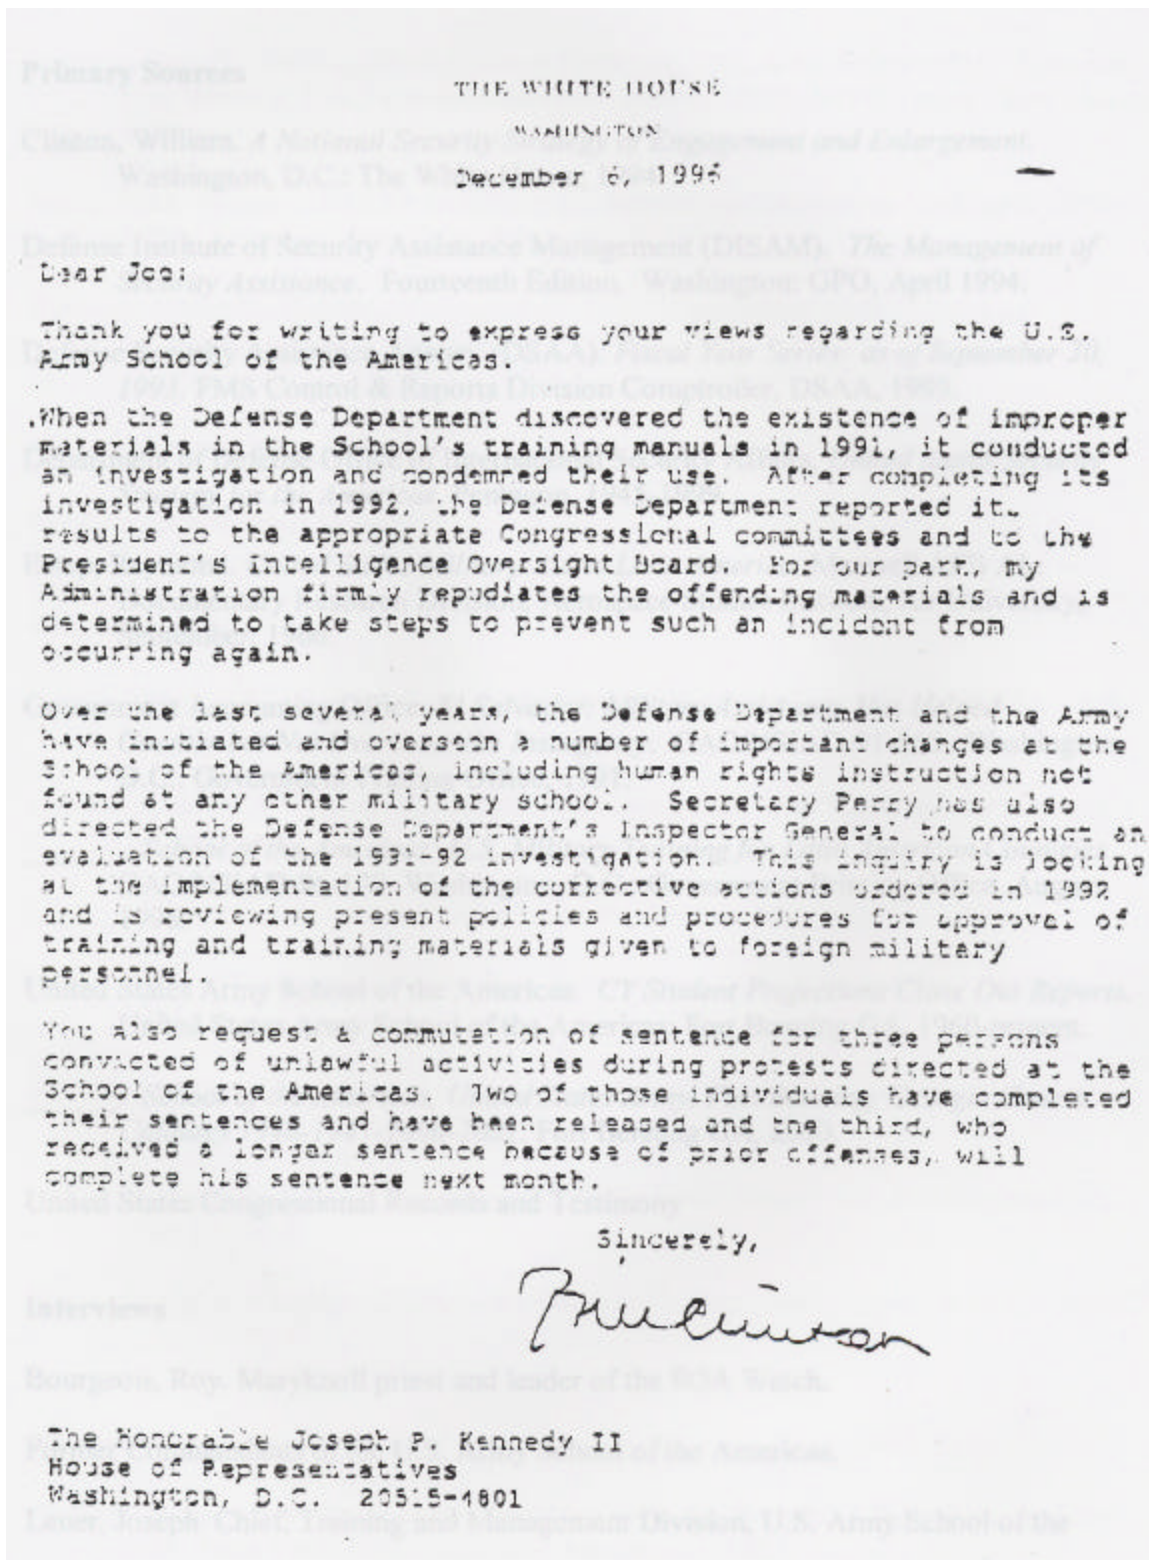 THE WHITE HOUSE
WASHINGTON
December 6, 1996
Dear Joe:
Thank you for writing to express your views regarding the U.S.
Army School of the Americas.
When the Defense Department discovered the existence of improper
materials in the School's training manuals in 1991, it conducted
an investigation and condemned their use. After completing its
investigation in 1992, the Defense Department reported its
results to the appropriate Congressional committees and to the
President's Intelligence Oversight Board. For our part, my
Administration firmly repudiates the offending materials and is
determined to take steps to prevent such an incident from
occurring again.
Over the last several years, the Defense Department and the Army
have initiated and overseen a number of important changes at the
School of the Americas, including human rights instruction not
found at any other military school. Secretary Perry has also
directed the Defense Department's Inspector General to conduct an
evaluation of the 1991-92 investigation. This inquiry is looking
at the implementation of the corrective actions ordered in 1992
and is reviewing present policies and procedures for approval of
training and training materials given to foreign military
personnel.
You also request a commutation of sentence for three persons
convicted of unlawful activities during protests directed at the
School of the Americas. Two of those individuals have completed
their sentences and have been released and the third, who
received a longer sentence because of prior offenses, will
complete his sentence next month.
Sincerely,
Bill Clinton
The Honorable Joseph P. Kennedy II
House of Representatives
Washington, D.C. 20515-4801